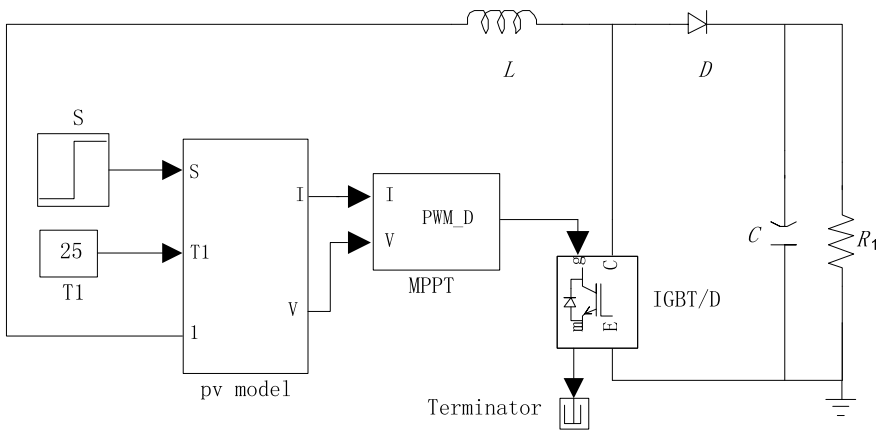 L
D
S
S
I
I
PWM_D
V
25
T1
T1
MPPT
V
1
pv model
g
C
m
E
IGBT/D
C
R1
Terminator